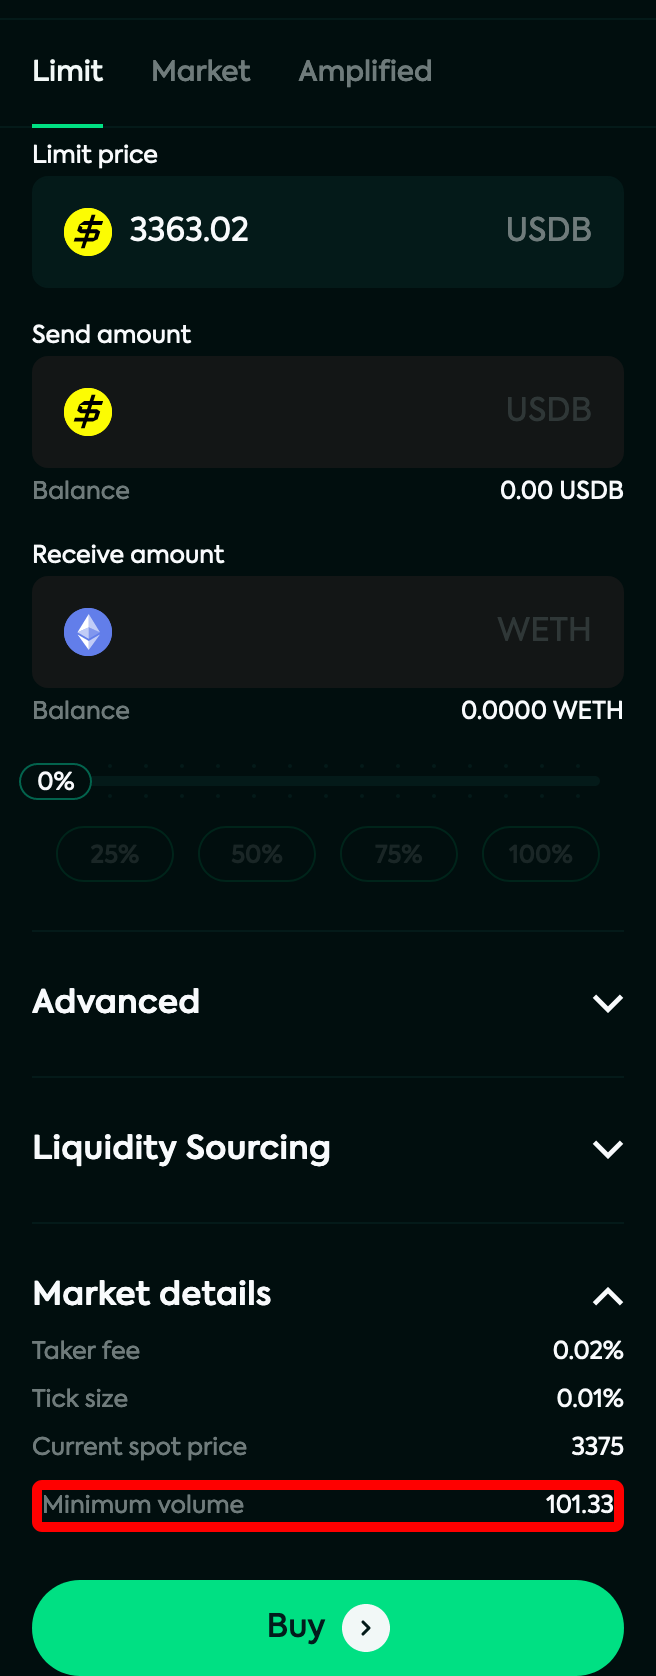 Limit Market Amplified
Limit price
3363.02 USDB
Send amount
USDB
Balance 0.00 USDB
Receive amount
WETH
Balance 0.0000 WETH
0%
25% 50% 75% 100%
Advanced
Liquidity Sourcing
Market details
Taker fee 0.02%
Tick size 0.01%
Current spot price 3375
Minimum volume 101.33
Buy